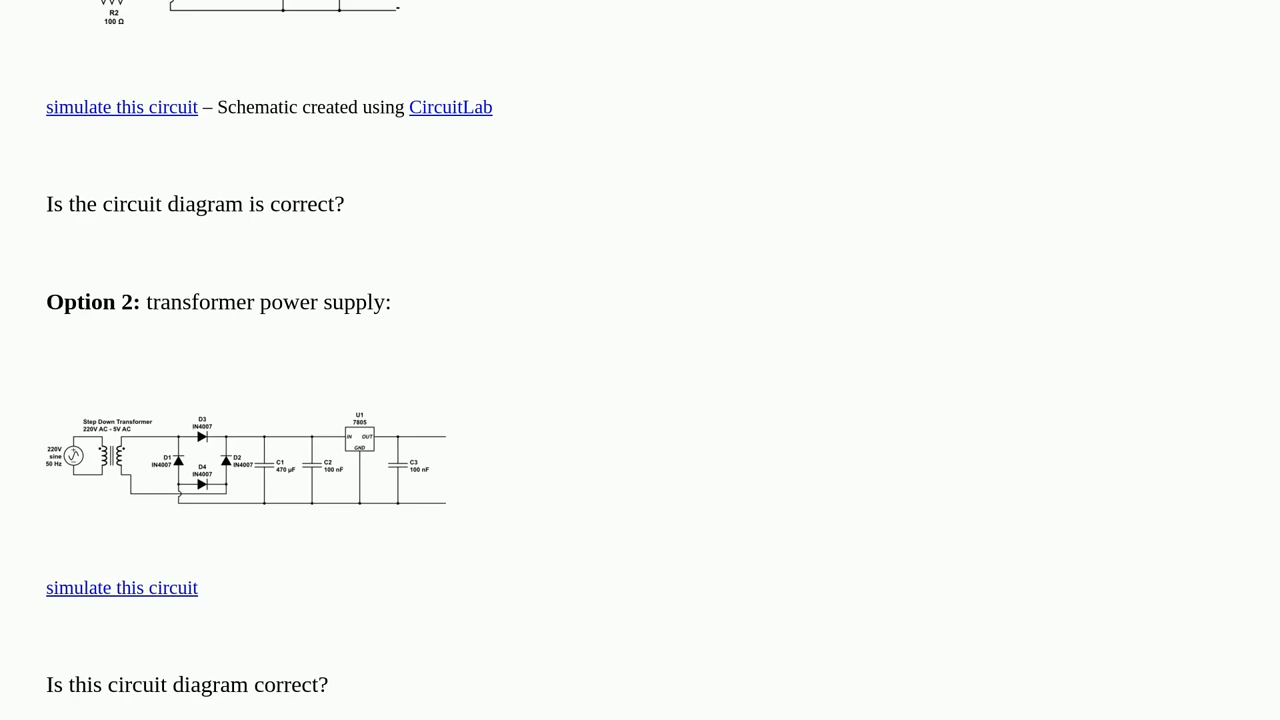 R2
100 Ω
simulate this circuit – Schematic created using CircuitLab
Is the circuit diagram is correct?
Option 2: transformer power supply:
Step Down Transformer
220V AC - 5V AC
220V
sine
50 Hz
D3
IN4007
D1
IN4007
D4
IN4007
D2
IN4007
C1
470 µF
C2
100 nF
U1
7805
IN OUT
GND
C3
100 nF
simulate this circuit
Is this circuit diagram correct?